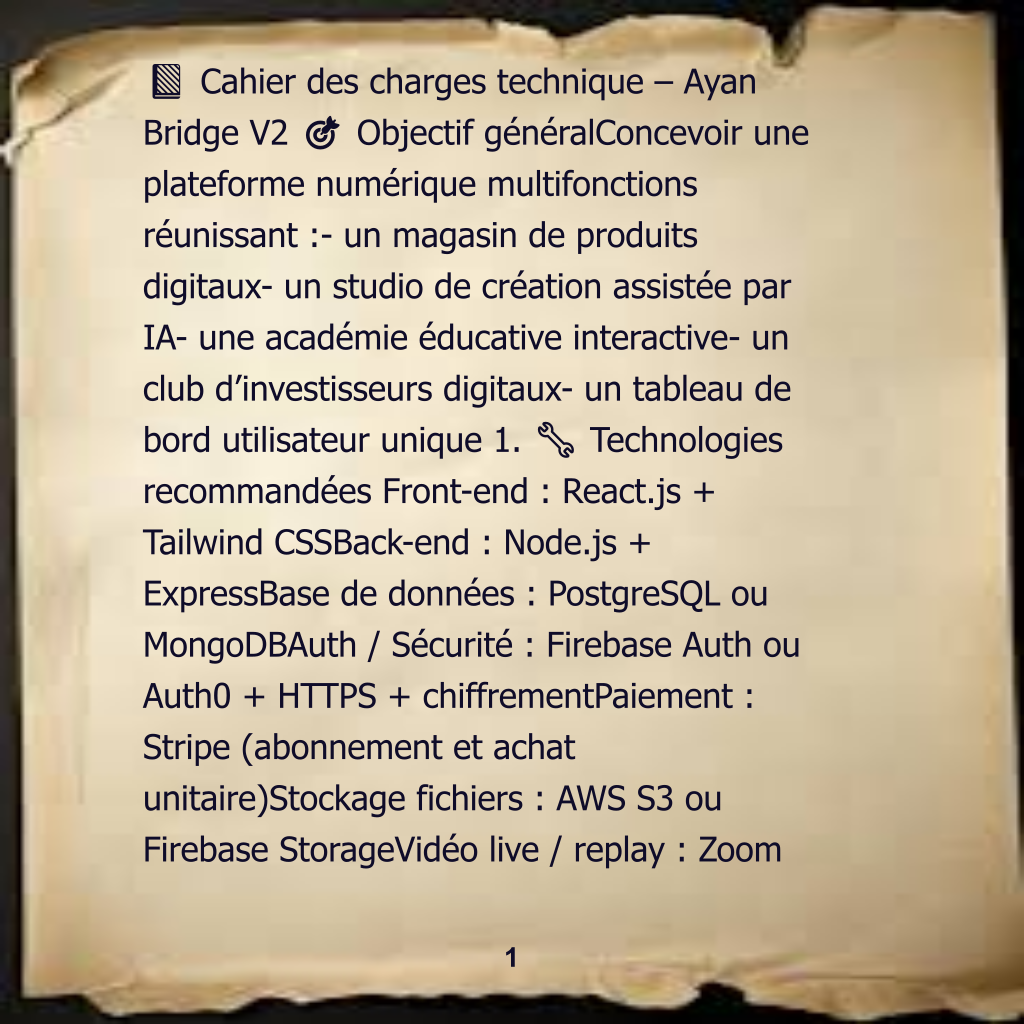 📓 Cahier des charges technique – Ayan
Bridge V2 🎯 Objectif généralConcevoir une
plateforme numérique multifonctions
réunissant :- un magasin de produits
digitaux- un studio de création assistée par
IA- une académie éducative interactive- un
club d’investisseurs digitaux- un tableau de
bord utilisateur unique 1. 🔧 Technologies
recommandées Front-end : React.js +
Tailwind CSSBack-end : Node.js +
ExpressBase de données : PostgreSQL ou
MongoDBAuth / Sécurité : Firebase Auth ou
Auth0 + HTTPS + chiffrementPaiement :
Stripe (abonnement et achat
unitaire)Stockage fichiers : AWS S3 ou
Firebase StorageVidéo live / replay : Zoom
1